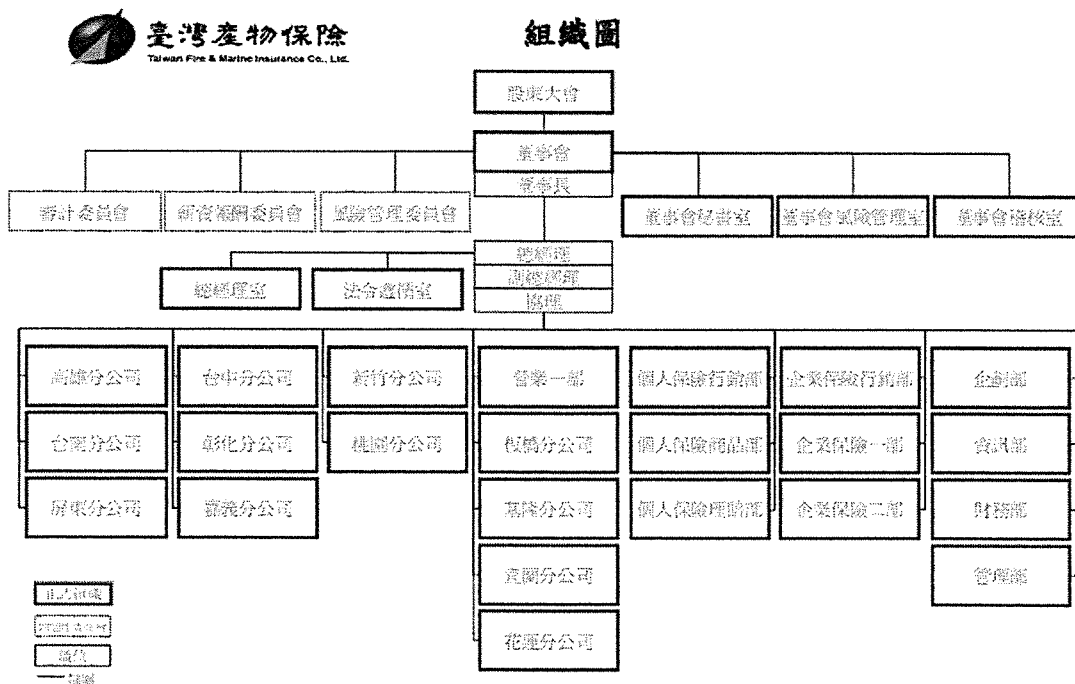 臺灣產物保險
Taiwan Fire & Marine Insurance Co., Ltd.
組織圖
股東大會
董事會
董事長
審計委員會
薪資報酬委員會
風險管理委員會
董事會秘書室
董事會風險管理室
董事會稽核室
總經理
副總經理
協理
總經理室
法令遵循室
高雄分公司
台中分公司
新竹分公司
營業一部
個人保險行銷部
企業保險行銷部
企劃部
台南分公司
彰化分公司
桃園分公司
板橋分公司
個人保險商品部
企業保險一部
資訊部
屏東分公司
嘉義分公司
基隆分公司
個人保險理賠部
企業保險二部
財務部
宜蘭分公司
管理部
花蓮分公司